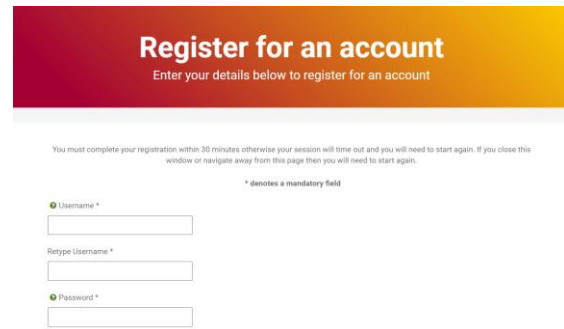 Register for an account
Enter your details below to register for an account
You must complete your registration within 30 minutes otherwise your session will time out and you will need to start again. If you close this
window or navigate away from this page then you will need to start again.
* denotes a mandatory field
Username *
Retype Username *
Password *